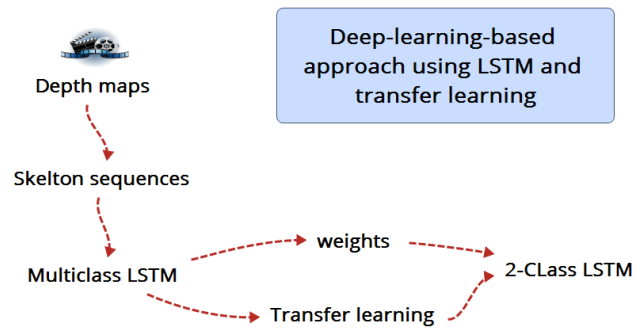 Deep-learning-based
approach using LSTM and
transfer learning
Depth maps
Skelton sequences
Multiclass LSTM
weights
Transfer learning
2-CLass LSTM